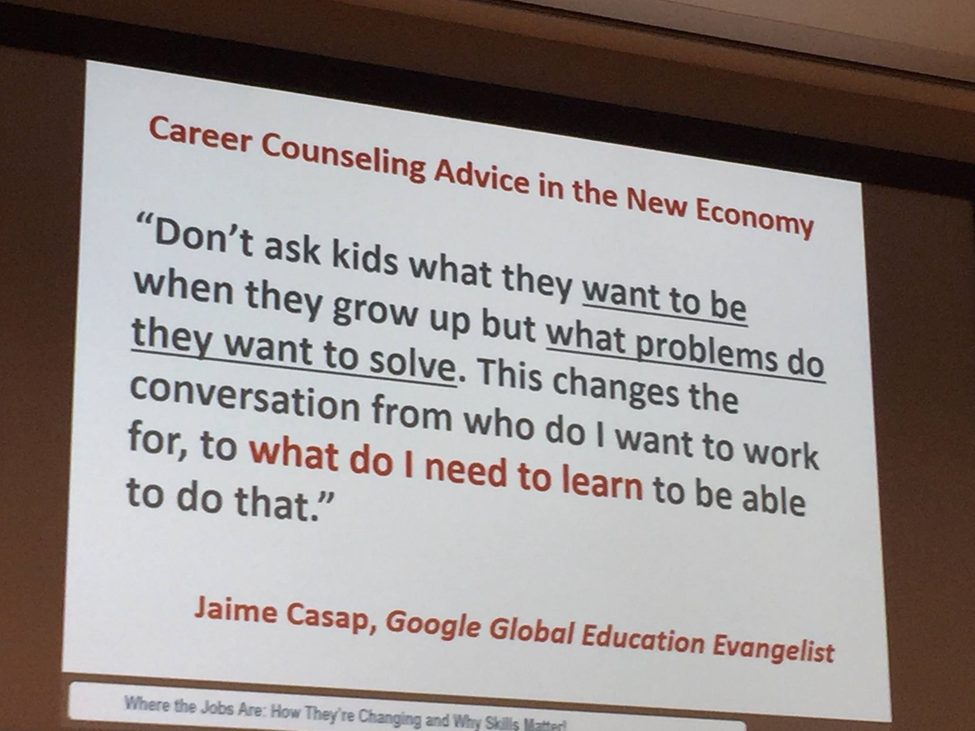 Career Counseling Advice in the New Economy
“Don’t ask kids what they want to be
when they grow up but what problems do
they want to solve. This changes the
conversation from who do I want to work
for, to what do I need to learn to be able
to do that.”
Jaime Casap, Google Global Education Evangelist
Where the Jobs Are: How They're Changing and Why Skills Matter!